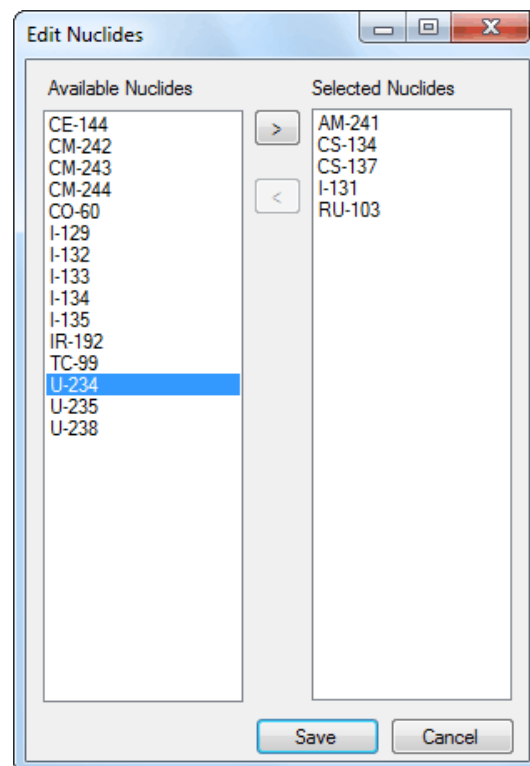 Edit Nuclides
Available Nuclides
CE-144
CM-242
CM-243
CM-244
CO-60
I-129
I-132
I-133
I-134
I-135
IR-192
TC-99
U-234
U-235
U-238
>
<
Selected Nuclides
AM-241
CS-134
CS-137
I-131
RU-103
Save
Cancel